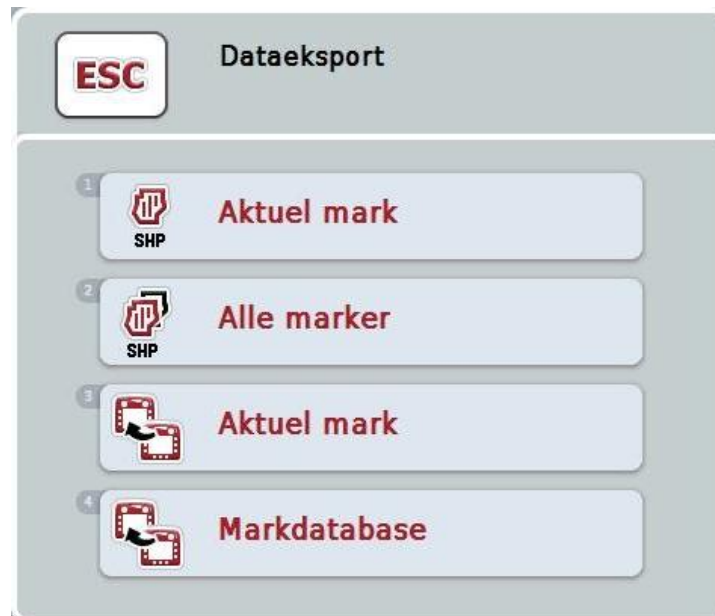 ESC
Dataeksport
1
SHP
Aktuel mark
2
SHP
Alle marker
3
Aktuel mark
4
Markdatabase